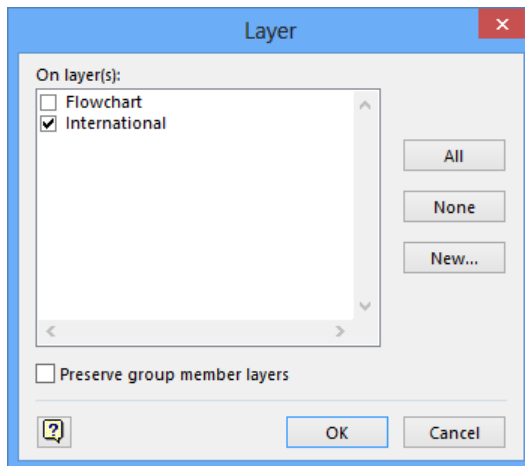 Layer
On layer(s):
Flowchart
International
All
None
New...
Preserve group member layers
OK
Cancel